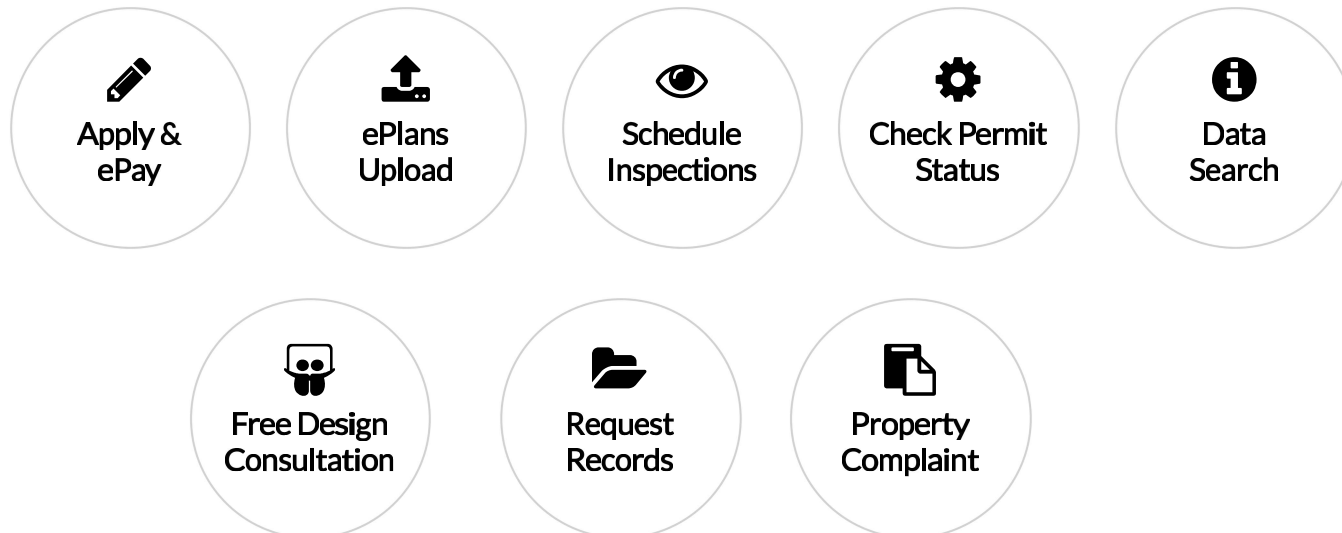 Apply &
ePay
ePlans
Upload
Schedule
Inspections
Check Permit
Status
Data
Search
Free Design
Consultation
Request
Records
Property
Complaint